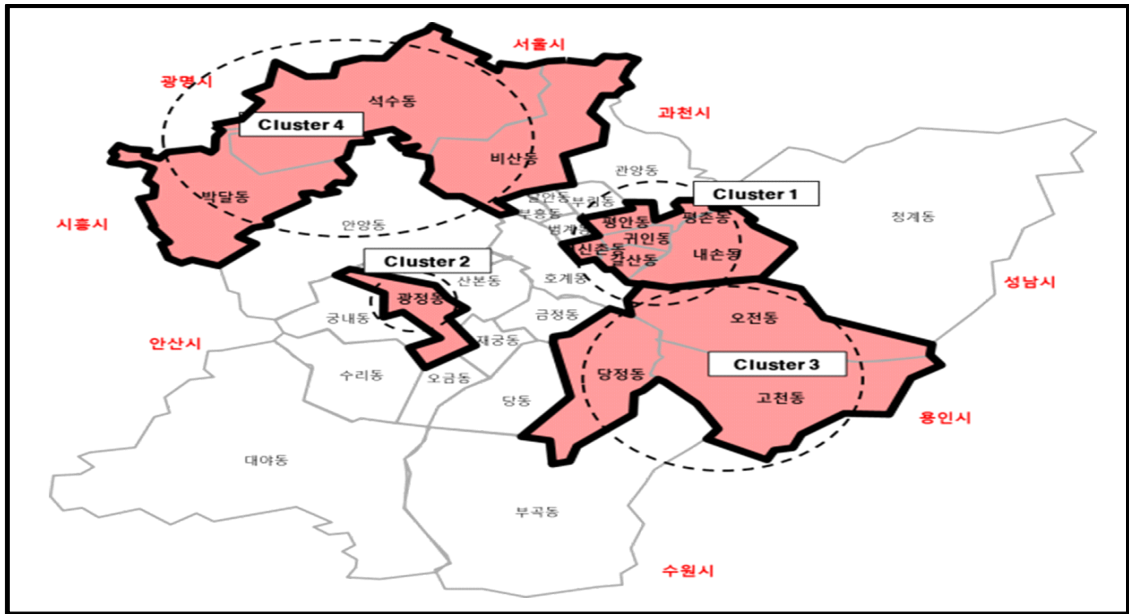 서울시
광명시
석수동
과천시
Cluster 4
비산동
관양동
박달동
Cluster 1
부흥동
평안동
평촌동
청계동
시흥시
안양동
범계동
귀인동
신촌동
갈산동
내손동
Cluster 2
산본동
호계동
성남시
광정동
궁내동
금정동
오전동
안산시
재궁동
Cluster 3
수리동
오금동
당정동
당동
고천동
용인시
대야동
부곡동
수원시